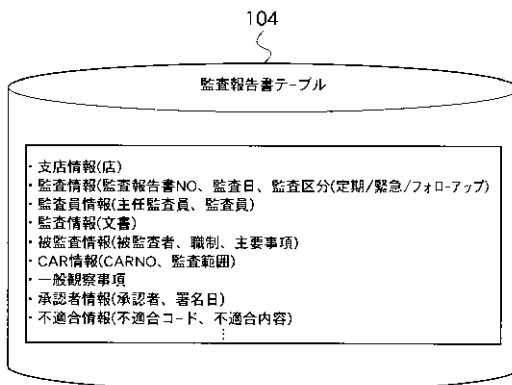 104
監査報告書テーブル
・支店情報(店)
・監査情報(監査報告書NO、監査日、監査区分(定期/緊急/フォローアップ)
・監査員情報(主任監査員、監査員)
・監査情報(文書)
・被監査情報(被監査者、職制、主要事項)
・CAR情報(CARNO、監査範囲)
・一般観察事項
・承認者情報(承認者、署名日)
・不適合情報(不適合コード、不適合内容)
⋮